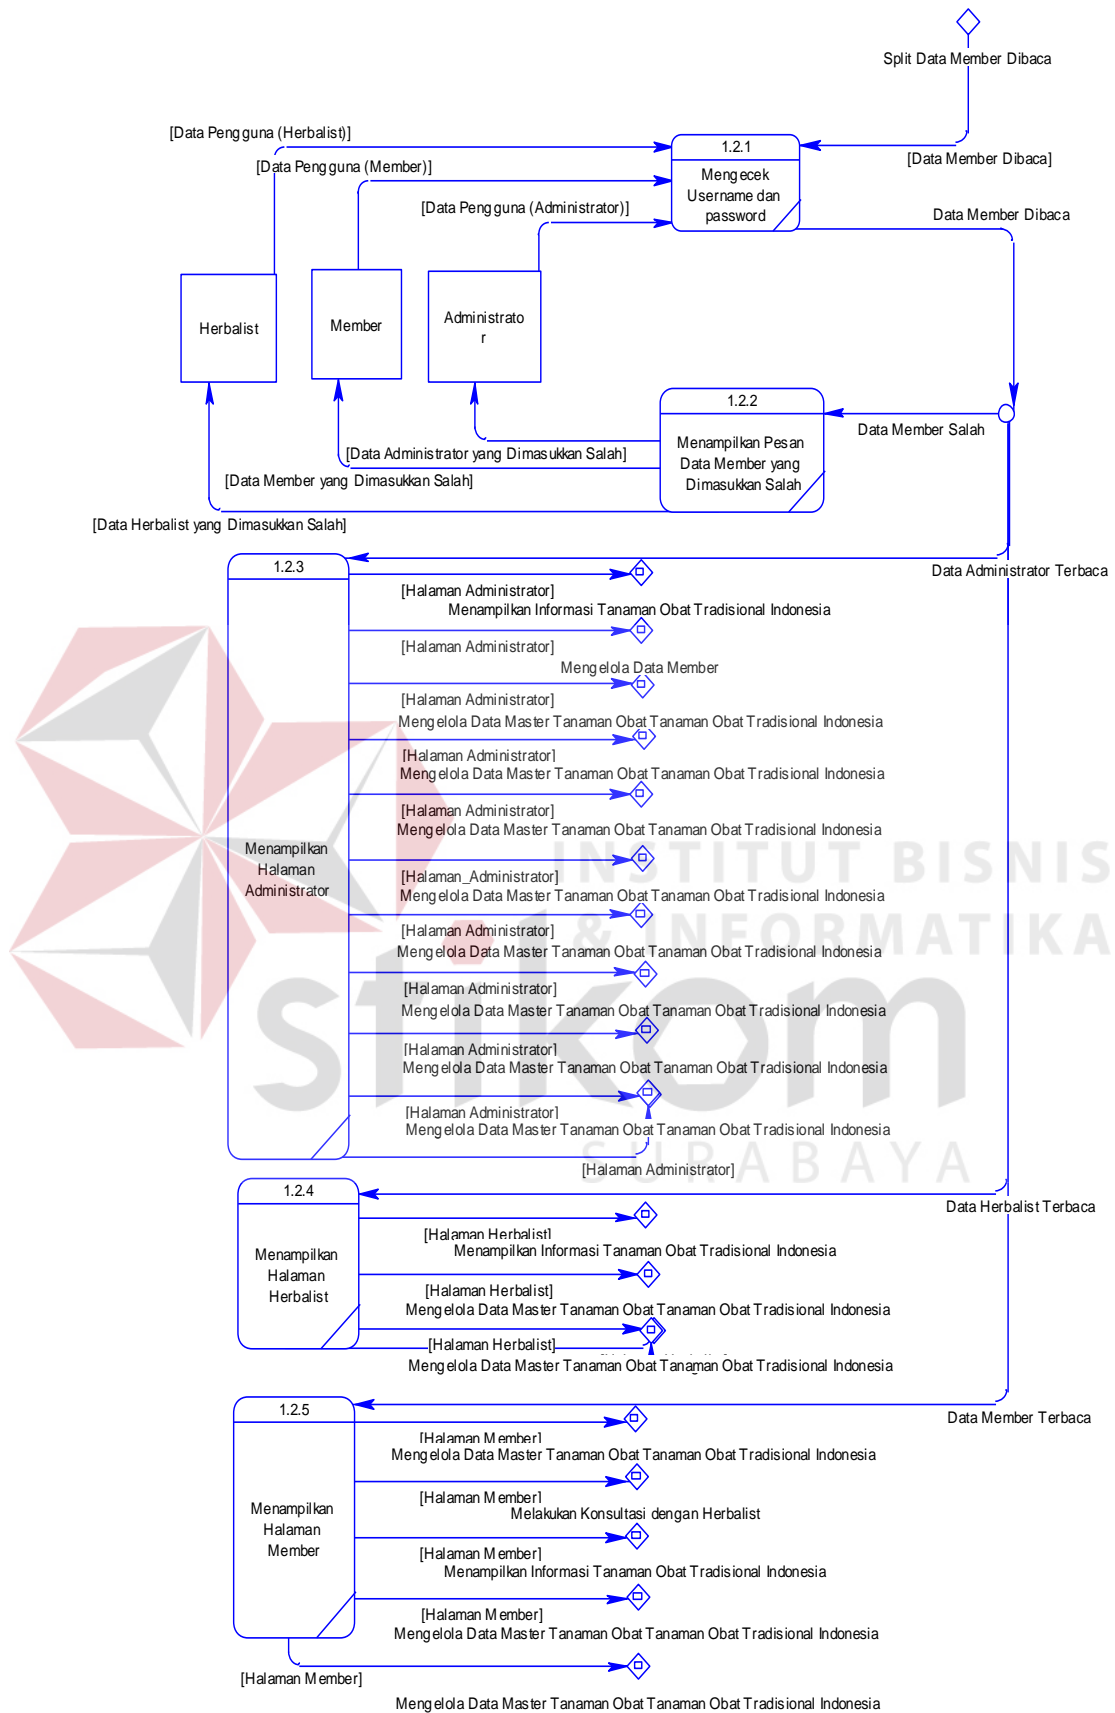 Split Data Member Dibaca
[Data Pengguna (Herbalist)]
1.2.1
[Data Member Dibaca]
[Data Pengguna (Member)]
Mengecek
Username dan
password
[Data Pengguna (Administrator)]
Data Member Dibaca
Herbalist
Member
Administrato
r
1.2.2
Data Member Salah
Menampilkan Pesan
Data Member yang
Dimasukkan Salah
[Data Administrator yang Dimasukkan Salah]
[Data Member yang Dimasukkan Salah]
[Data Herbalist yang Dimasukkan Salah]
1.2.3
Data Administrator Terbaca
[Halaman Administrator]
Menampilkan Informasi Tanaman Obat Tradisional Indonesia
[Halaman Administrator]
Mengelola Data Member
[Halaman Administrator]
Mengelola Data Master Tanaman Obat Tanaman Obat Tradisional Indonesia
[Halaman Administrator]
Mengelola Data Master Tanaman Obat Tanaman Obat Tradisional Indonesia
[Halaman Administrator]
Mengelola Data Master Tanaman Obat Tanaman Obat Tradisional Indonesia
Menampilkan
Halaman
Administrator
[Halaman_Administrator]
Mengelola Data Master Tanaman Obat Tanaman Obat Tradisional Indonesia
[Halaman Administrator]
Mengelola Data Master Tanaman Obat Tanaman Obat Tradisional Indonesia
[Halaman Administrator]
Mengelola Data Master Tanaman Obat Tanaman Obat Tradisional Indonesia
[Halaman Administrator]
Mengelola Data Master Tanaman Obat Tanaman Obat Tradisional Indonesia
[Halaman Administrator]
Mengelola Data Master Tanaman Obat Tanaman Obat Tradisional Indonesia
[Halaman Administrator]
INSTITUT BISNIS
& INFORMATIKA
stikom
SURABAYA
1.2.4
Data Herbalist Terbaca
[Halaman Herbalist]
Menampilkan Informasi Tanaman Obat Tradisional Indonesia
Menampilkan
Halaman
Herbalist
[Halaman Herbalist]
Mengelola Data Master Tanaman Obat Tanaman Obat Tradisional Indonesia
[Halaman Herbalist]
Mengelola Data Master Tanaman Obat Tanaman Obat Tradisional Indonesia
1.2.5
Data Member Terbaca
[Halaman Member]
Mengelola Data Master Tanaman Obat Tanaman Obat Tradisional Indonesia
[Halaman Member]
Melakukan Konsultasi dengan Herbalist
Menampilkan
Halaman
Member
[Halaman Member]
Menampilkan Informasi Tanaman Obat Tradisional Indonesia
[Halaman Member]
Mengelola Data Master Tanaman Obat Tanaman Obat Tradisional Indonesia
[Halaman Member]
Mengelola Data Master Tanaman Obat Tanaman Obat Tradisional Indonesia